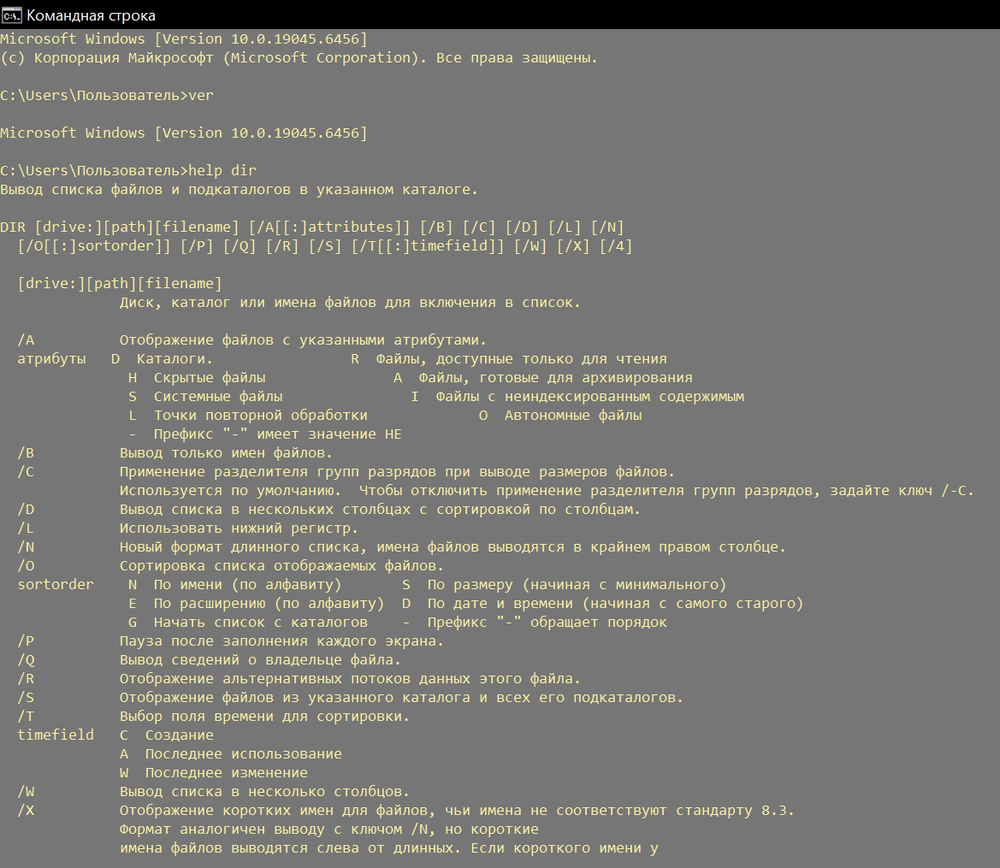 Командная строка
Microsoft Windows [Version 10.0.19045.6456]
(c) Корпорация Майкрософт (Microsoft Corporation). Все права защищены.
C:\Users\Пользователь>ver
Microsoft Windows [Version 10.0.19045.6456]
C:\Users\Пользователь>help dir
Вывод списка файлов и подкаталогов в указанном каталоге.
DIR [drive:][path][filename] [/A[[:]attributes]] [/B] [/C] [/D] [/L] [/N]
  [/O[[:]sortorder]] [/P] [/Q] [/R] [/S] [/T[[:]timefield]] [/W] [/X] [/4]
  [drive:][path][filename]
              Диск, каталог или имена файлов для включения в список.
  /A          Отображение файлов с указанными атрибутами.
  атрибуты   D  Каталоги.                R  Файлы, доступные только для чтения
               H  Скрытые файлы               A  Файлы, готовые для архивирования
               S  Системные файлы               I  Файлы с неиндексированным содержимым
               L  Точки повторной обработки             O  Автономные файлы
               -  Префикс "-" имеет значение НЕ
  /B          Вывод только имен файлов.
  /C          Применение разделителя групп разрядов при выводе размеров файлов.
              Используется по умолчанию.  Чтобы отключить применение разделителя групп разрядов, задайте ключ /-C.
  /D          Вывод списка в нескольких столбцах с сортировкой по столбцам.
  /L          Использовать нижний регистр.
  /N          Новый формат длинного списка, имена файлов выводятся в крайнем правом столбце.
  /O          Сортировка списка отображаемых файлов.
  sortorder    N  По имени (по алфавиту)       S  По размеру (начиная с минимального)
               E  По расширению (по алфавиту)  D  По дате и времени (начиная с самого старого)
               G  Начать список с каталогов    -  Префикс "-" обращает порядок
  /P          Пауза после заполнения каждого экрана.
  /Q          Вывод сведений о владельце файла.
  /R          Отображение альтернативных потоков данных этого файла.
  /S          Отображение файлов из указанного каталога и всех его подкаталогов.
  /T          Выбор поля времени для сортировки.
  timefield   C  Создание
              A  Последнее использование
              W  Последнее изменение
  /W          Вывод списка в несколько столбцов.
  /X          Отображение коротких имен для файлов, чьи имена не соответствуют стандарту 8.3.
              Формат аналогичен выводу с ключом /N, но короткие
              имена файлов выводятся слева от длинных. Если короткого имени у